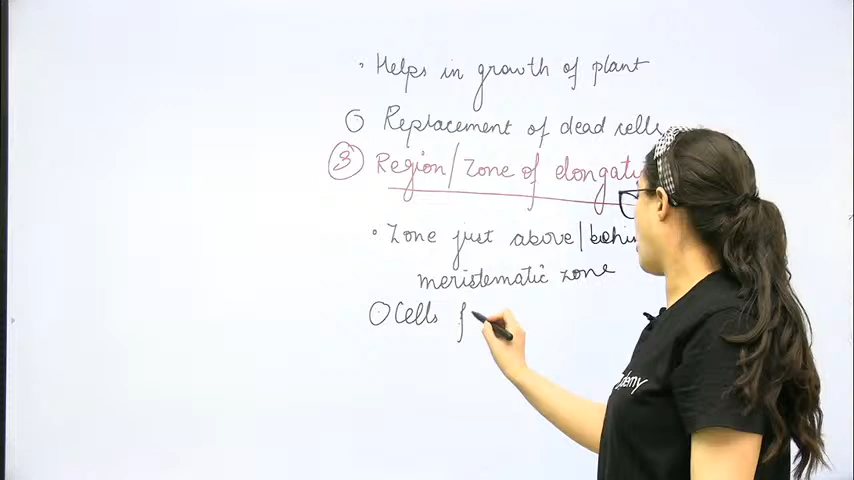 • Helps in growth of plant
Replacement of dead cells
3 Region/Zone of elongati
• Zone just above/behi
meristematic zone
Cells f
demy